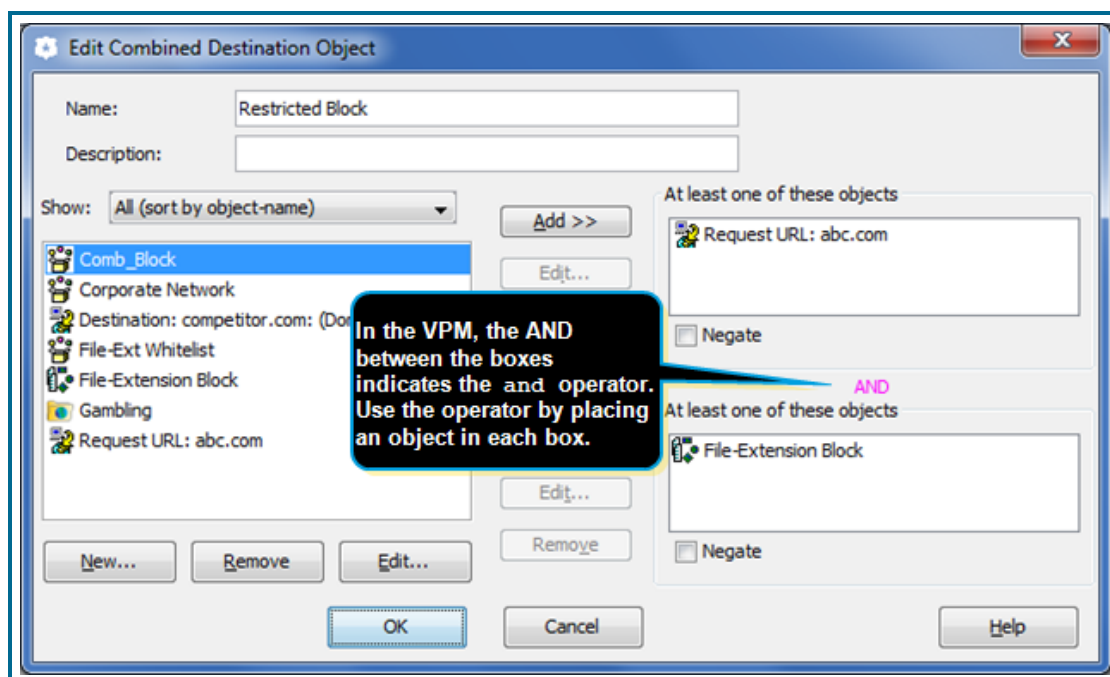 Edit Combined Destination Object
x
Name:
Restricted Block
Description:
Show:
All (sort by object-name)
Comb_Block
Corporate Network
Destination: competitor.com: (Do
File-Ext Whitelist
File-Extension Block
Gambling
Request URL: abc.com
New...
Remove
Edit...
Add >>
Edit...
In the VPM, the AND
between the boxes
indicates the and operator.
Use the operator by placing
an object in each box.
Edit...
Remove
At least one of these objects
Request URL: abc.com
Negate
AND
At least one of these objects
File-Extension Block
Negate
OK
Cancel
Help